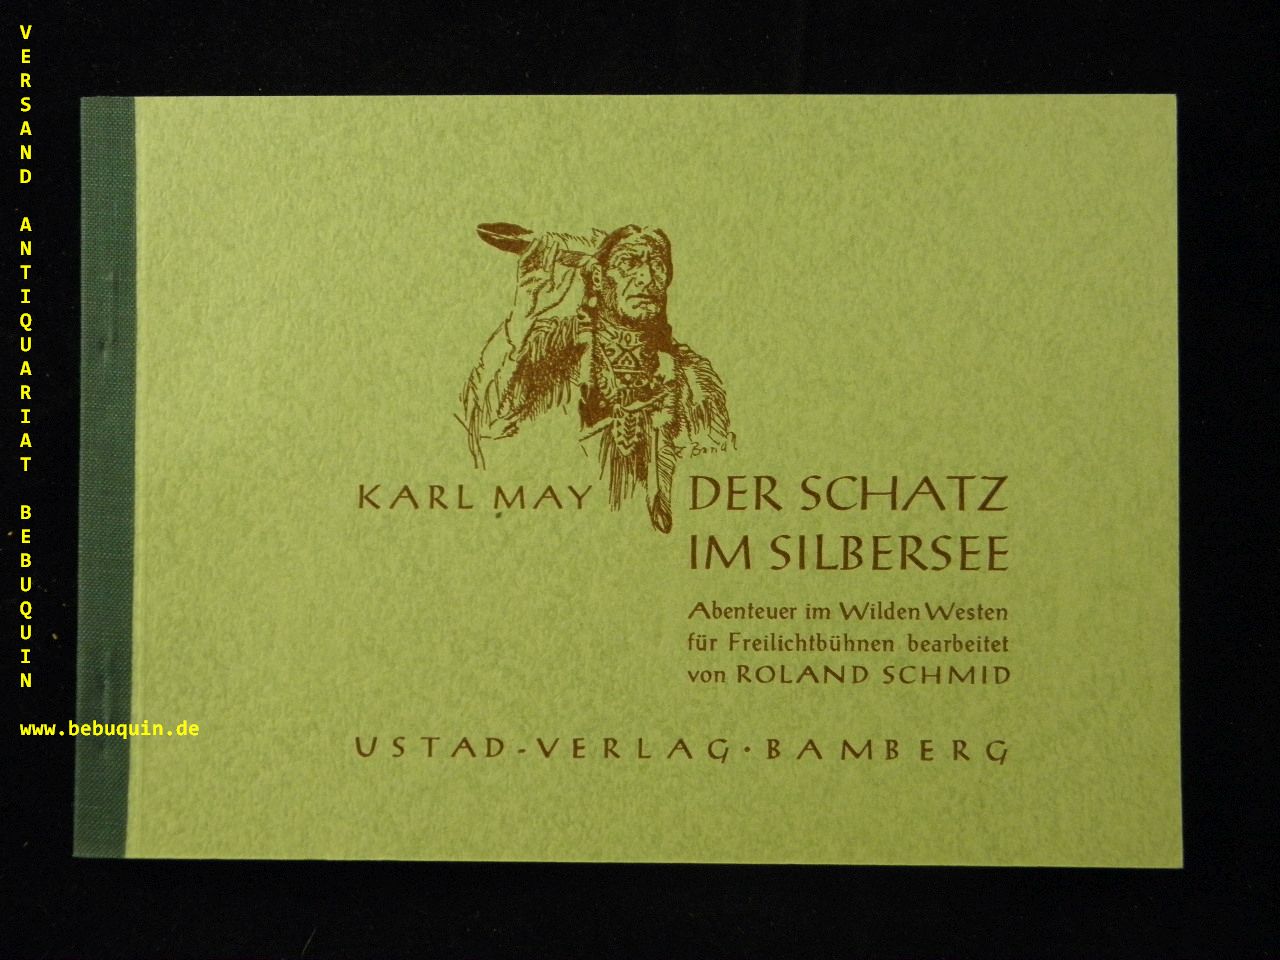 VERSAND ANTIQUARIAT BEBUQUIN
www.bebuquin.de
KARL MAY
DER SCHATZ
IM SILBERSEE
Abenteuer im Wilden Westen
für Freilichtbühnen bearbeitet
von ROLAND SCHMID
USTAD-VERLAG · BAMBERG